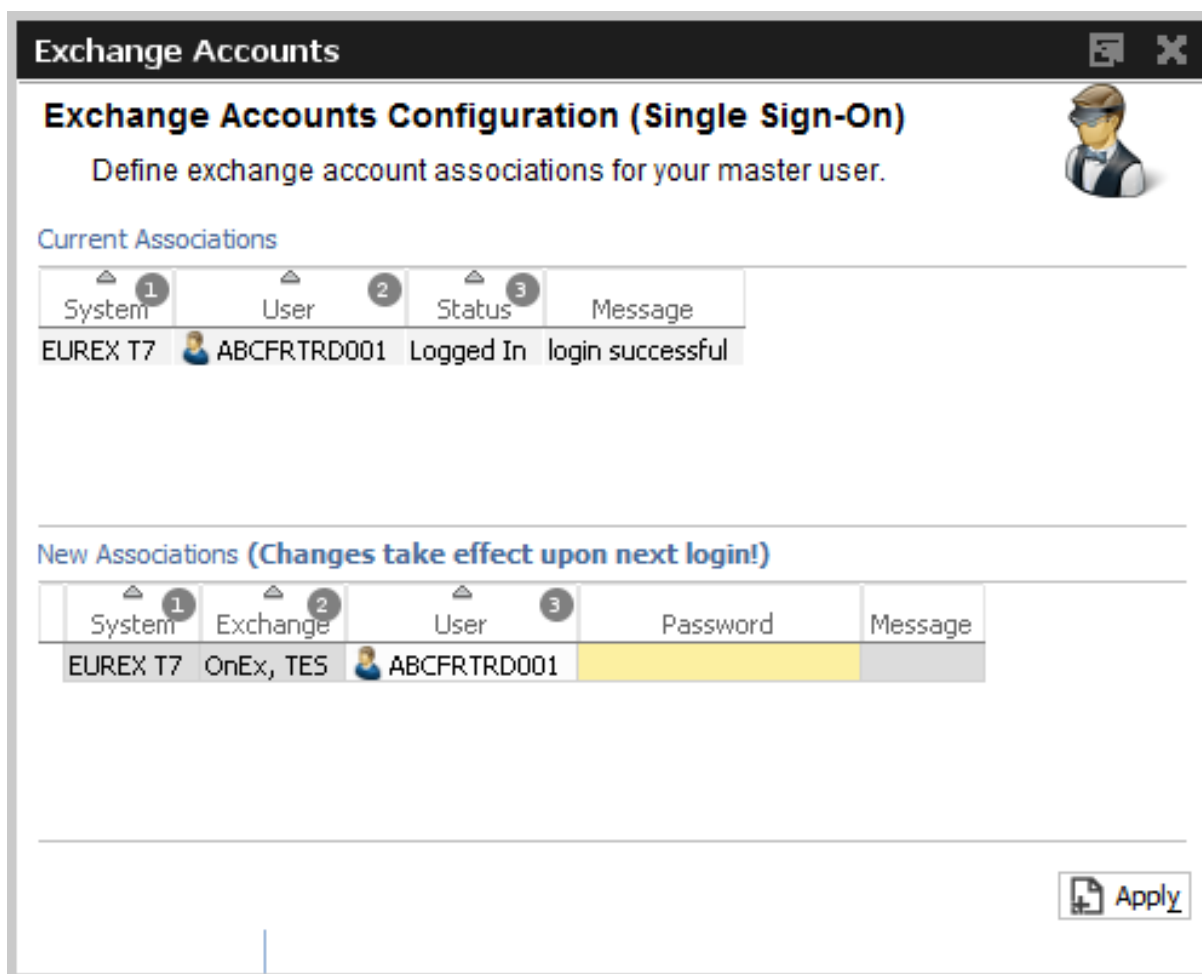 Exchange Accounts
Exchange Accounts Configuration (Single Sign-On)
Define exchange account associations for your master user.
Current Associations
System 1 User 2 Status 3 Message
EUREX T7 ABCFRTRD001 Logged In login successful
New Associations (Changes take effect upon next login!)
System 1 Exchange 2 User 3 Password Message
EUREX T7 OnEx, TES ABCFRTRD001
Apply